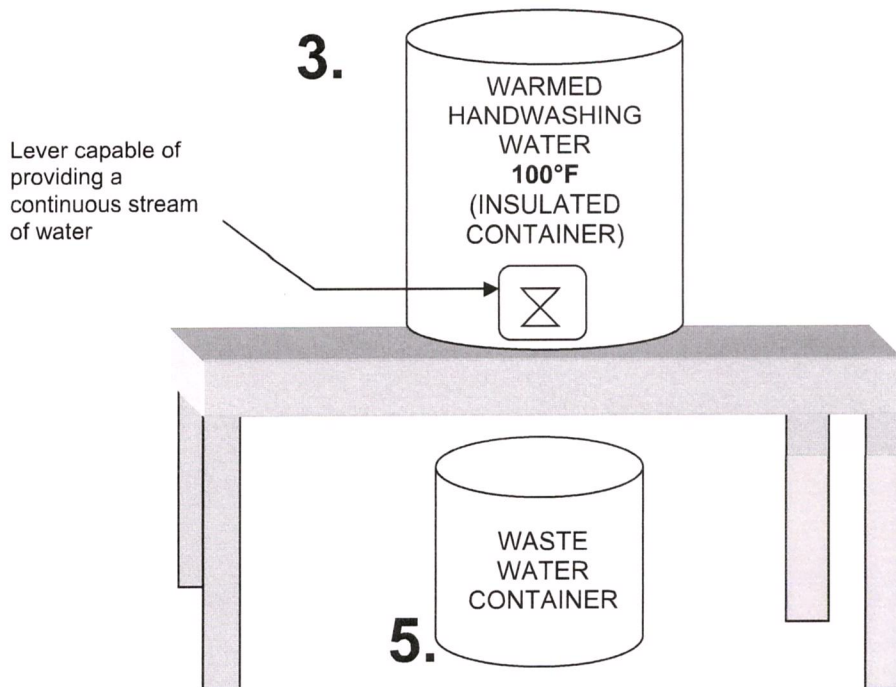 3.
WARMED
HANDWASHING
WATER
100°F
(INSULATED
CONTAINER)
Lever capable of
providing a
continuous stream
of water
WASTE
WATER
CONTAINER
5.